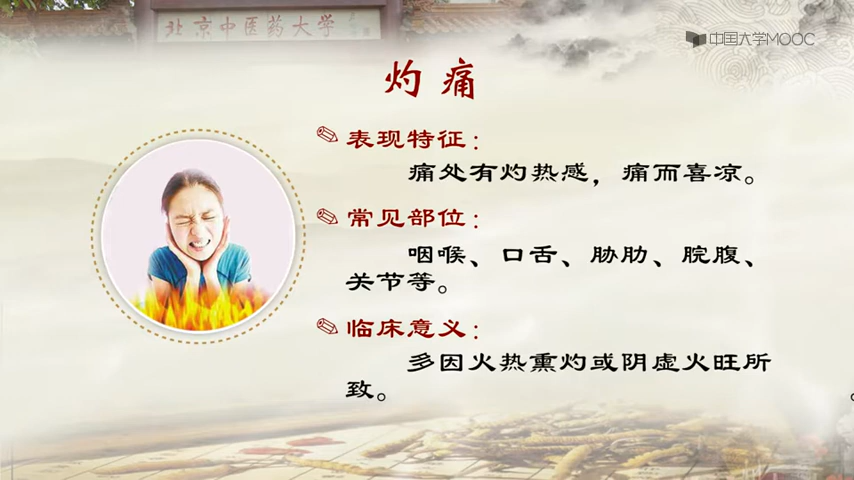 北京中医药大学
中国大学MOOC
灼痛
表现特征：
痛处有灼热感，痛而喜凉。
常见部位：
咽喉、口舌、胁肋、脘腹、
关节等。
临床意义：
多因火热熏灼或阴虚火旺所
致。